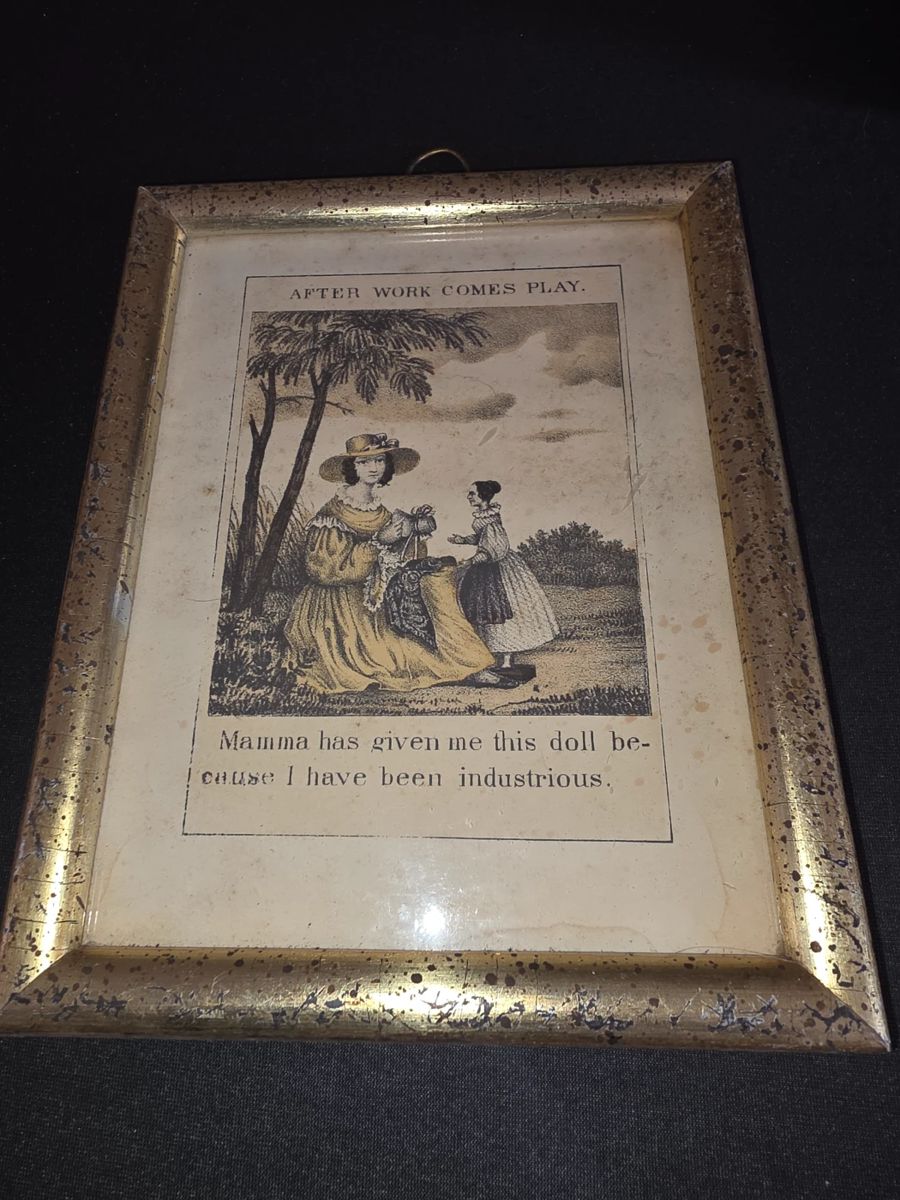 AFTER WORK COMES PLAY.
Mamma has given me this doll be-
cause I have been industrious.